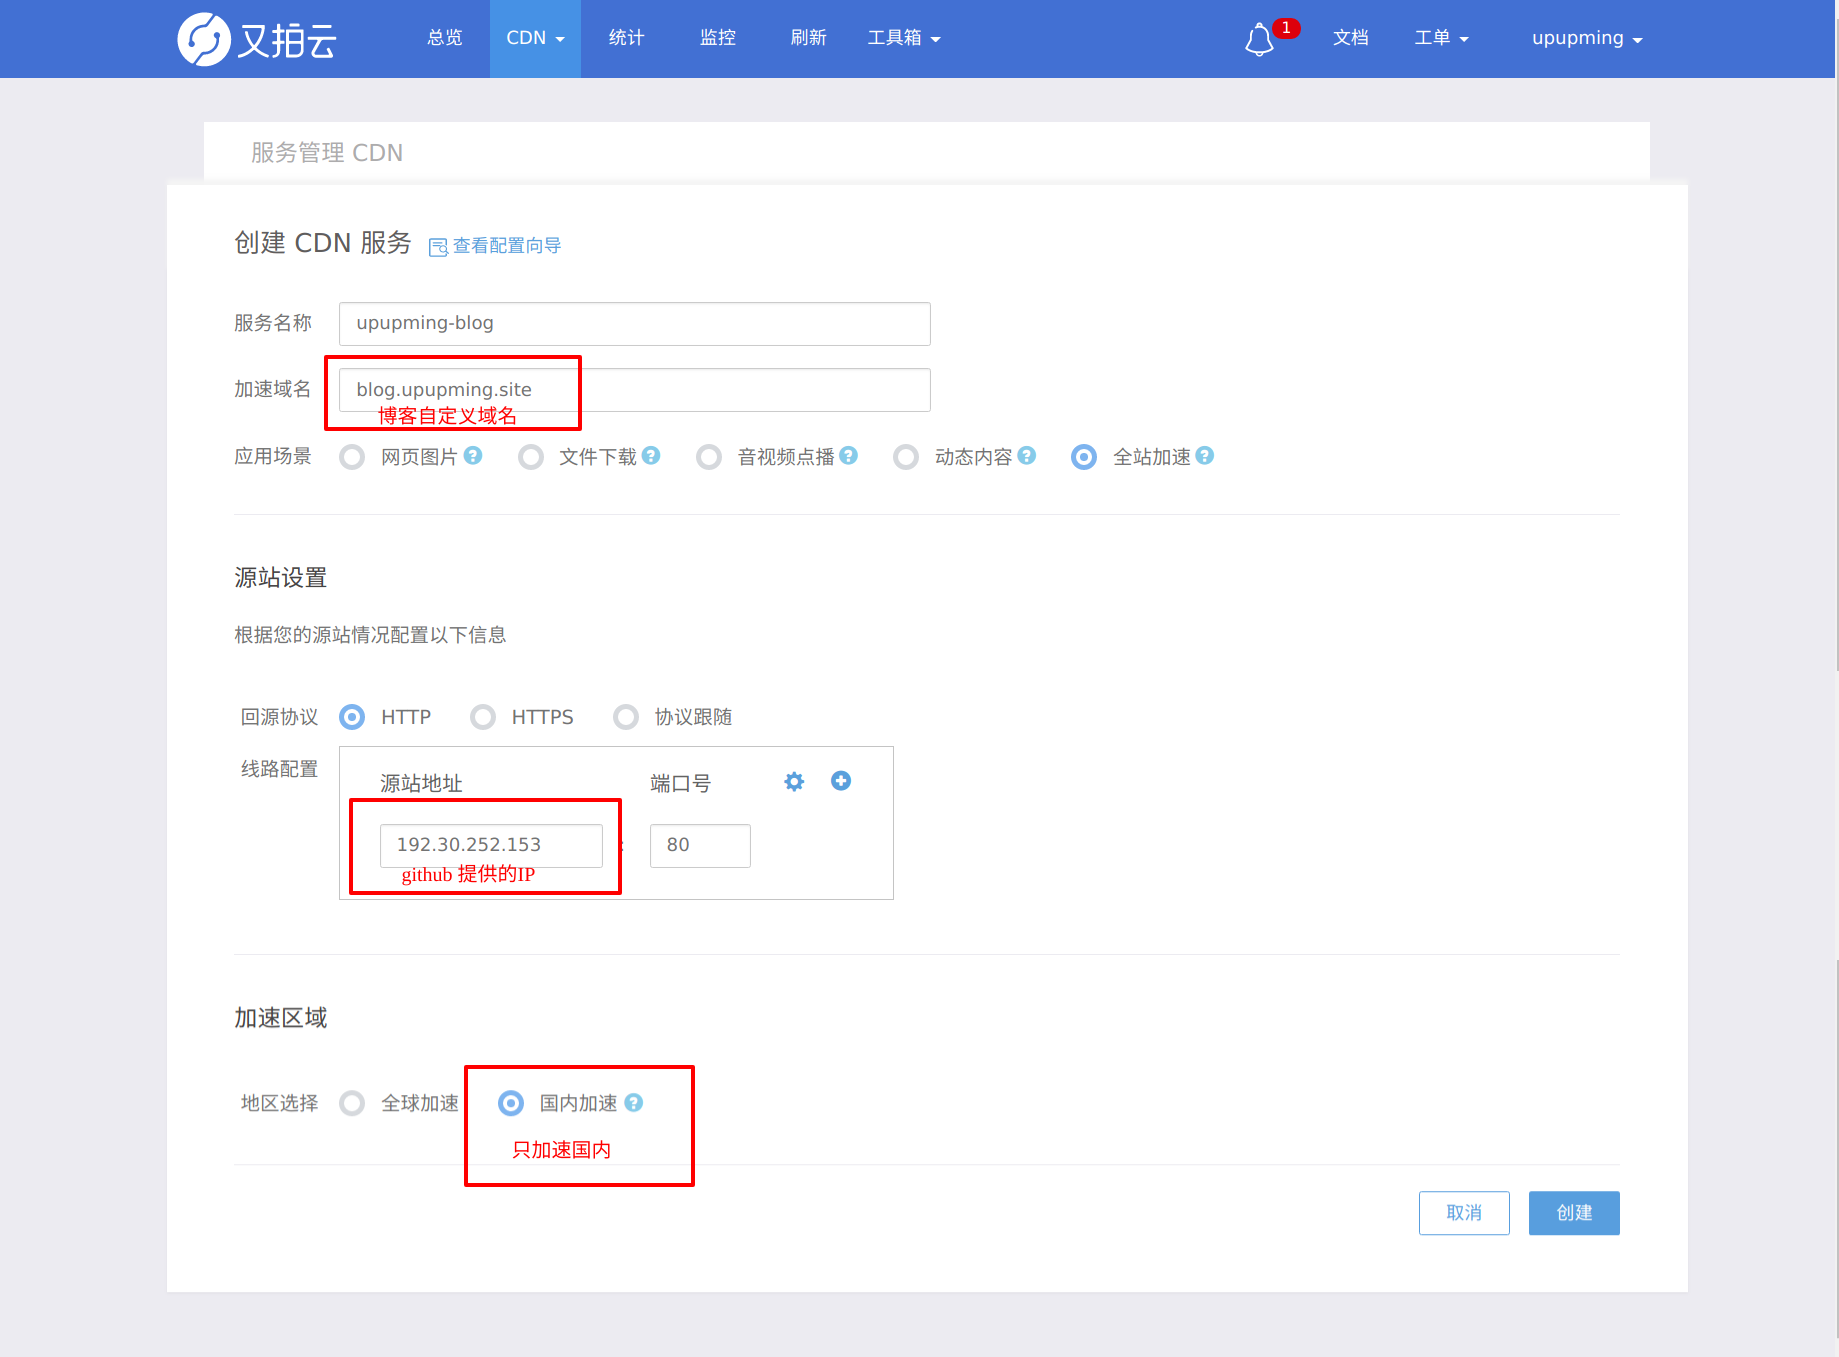 又拍云 总览 CDN 统计 监控 刷新 工具箱 1 文档 工单 upupming
服务管理 CDN
创建 CDN 服务 查看配置向导
服务名称 upupming-blog
加速域名 blog.upupming.site
博客自定义域名
应用场景 网页图片 ? 文件下载 ? 音视频点播 ? 动态内容 ? 全站加速 ?
源站设置
根据您的源站情况配置以下信息
回源协议 HTTP HTTPS 协议跟随
线路配置
源站地址 端口号
192.30.252.153 : 80
github 提供的IP
加速区域
地区选择 全球加速 国内加速 ?
只加速国内
取消 创建